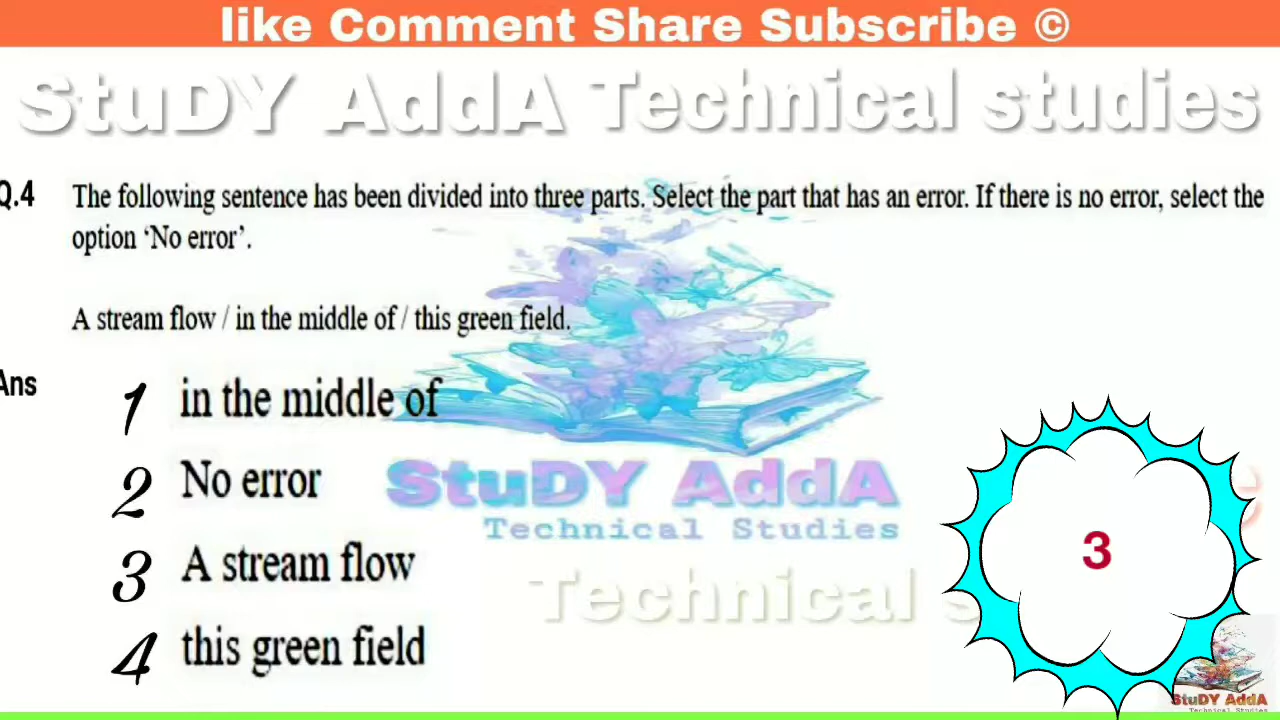 like Comment Share Subscribe ©
StuDY AddA Technical studies
Q.4 The following sentence has been divided into three parts. Select the part that has an error. If there is no error, select the
option ‘No error’.
A stream flow / in the middle of / this green field.
Ans
1 in the middle of
2 No error
3 A stream flow
4 this green field
StuDY AddA
Technical Studies
Technical s
3
StuDY AddA
Technical Studies